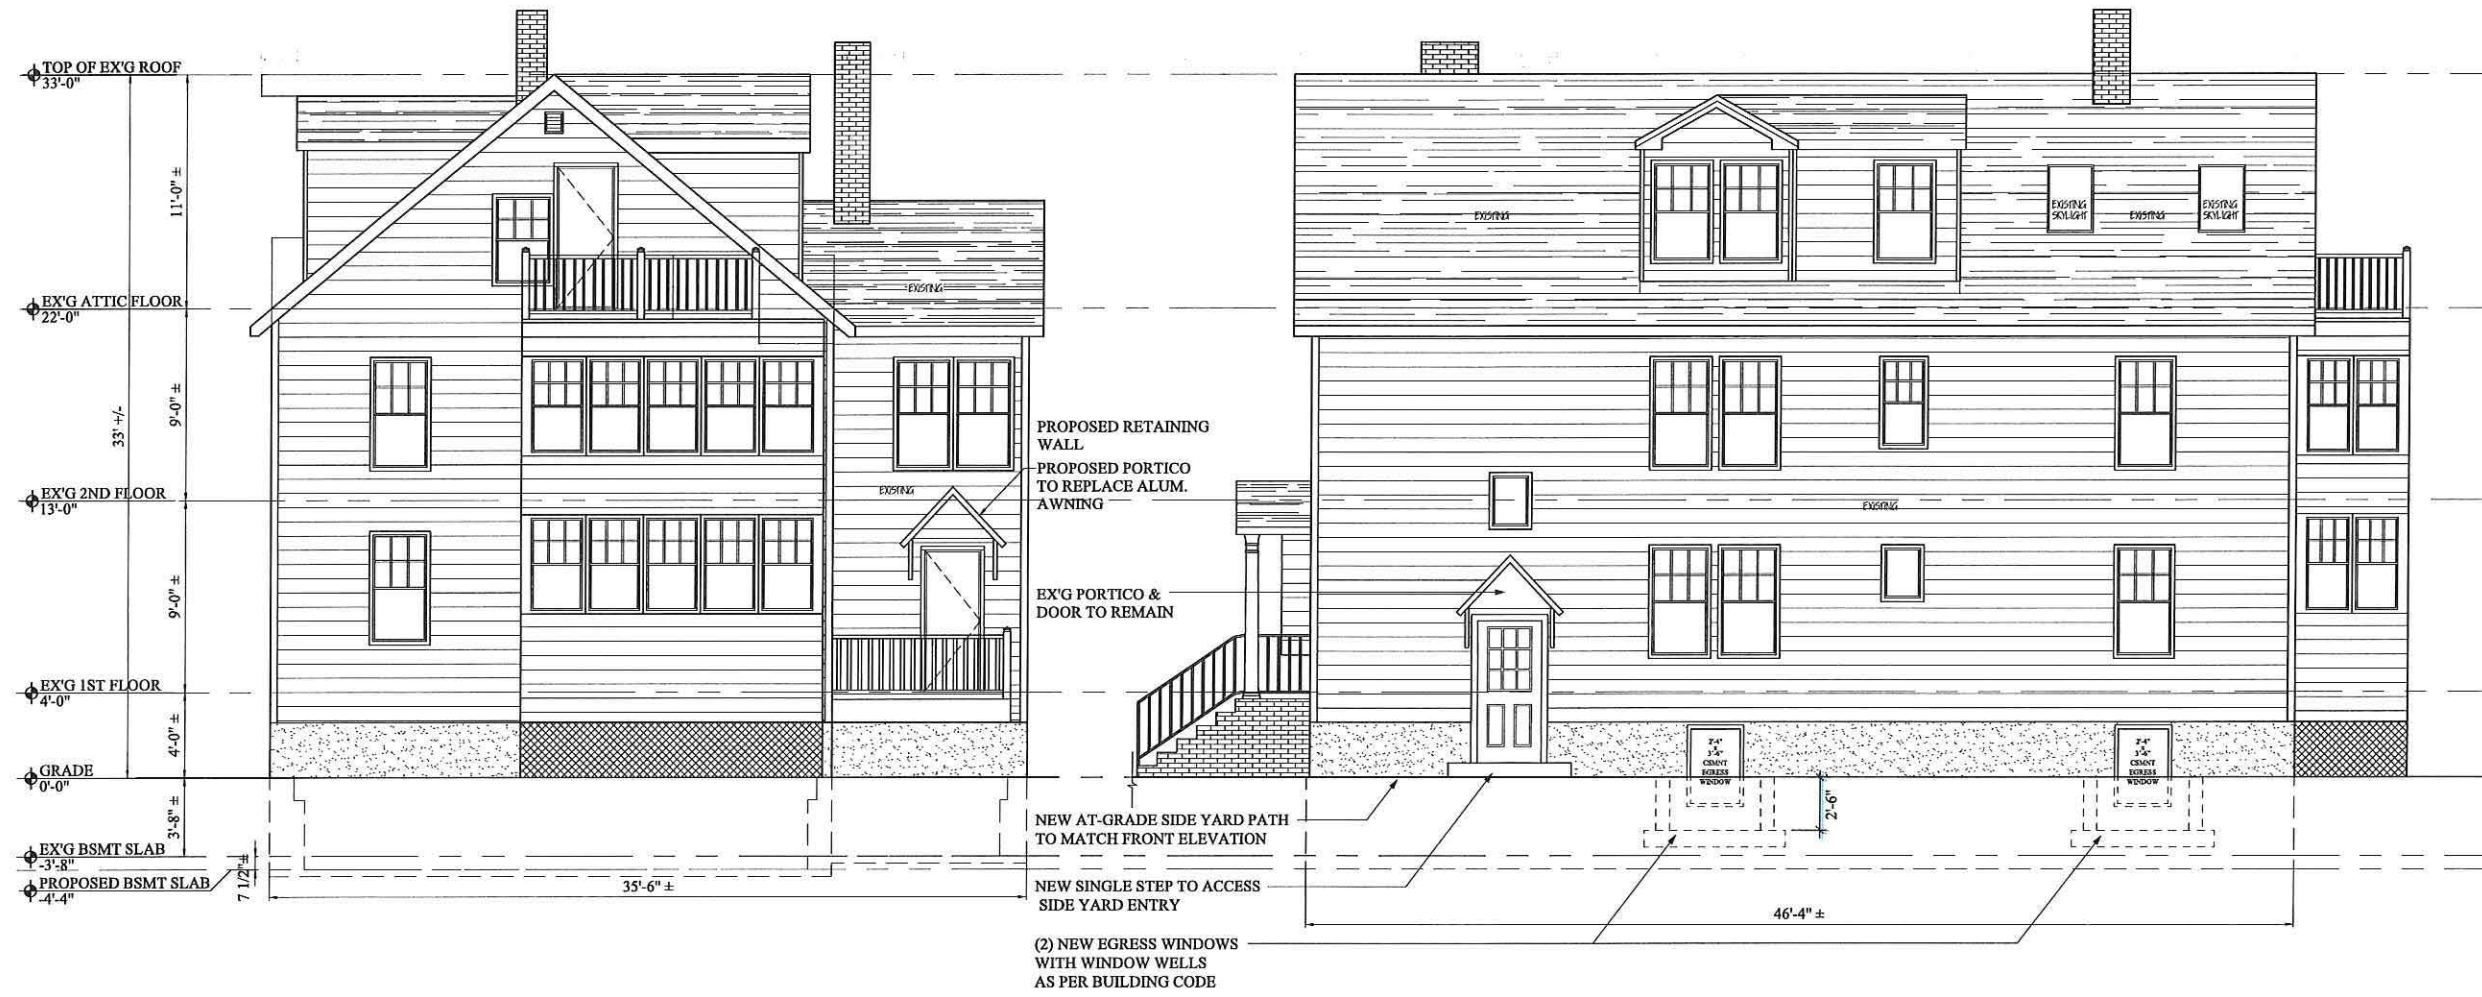 TOP OF EX'G ROOF
33'-0"
11'-0" ±
EX'G ATTIC FLOOR
22'-0"
33' +/-
9'-0" ±
EX'G 2ND FLOOR
13'-0"
9'-0" ±
EX'G 1ST FLOOR
4'-0"
4'-0" ±
GRADE
0'-0"
3'-8" ±
EX'G BSMT SLAB
-3'-8"
PROPOSED BSMT SLAB
-4'-4"
7 1/2"±
35'-6" ±
EXISTING
EXISTING
PROPOSED RETAINING
WALL
PROPOSED PORTICO
TO REPLACE ALUM.
AWNING
EX'G PORTICO &
DOOR TO REMAIN
NEW AT-GRADE SIDE YARD PATH
TO MATCH FRONT ELEVATION
NEW SINGLE STEP TO ACCESS
SIDE YARD ENTRY
(2) NEW EGRESS WINDOWS
WITH WINDOW WELLS
AS PER BUILDING CODE
EXISTING
EXISTING
SKYLIGHT
EXISTING
EXISTING
SKYLIGHT
EXISTING
CSMNT
EGRESS
WINDOW
2'-6"
CSMNT
EGRESS
WINDOW
46'-4" ±